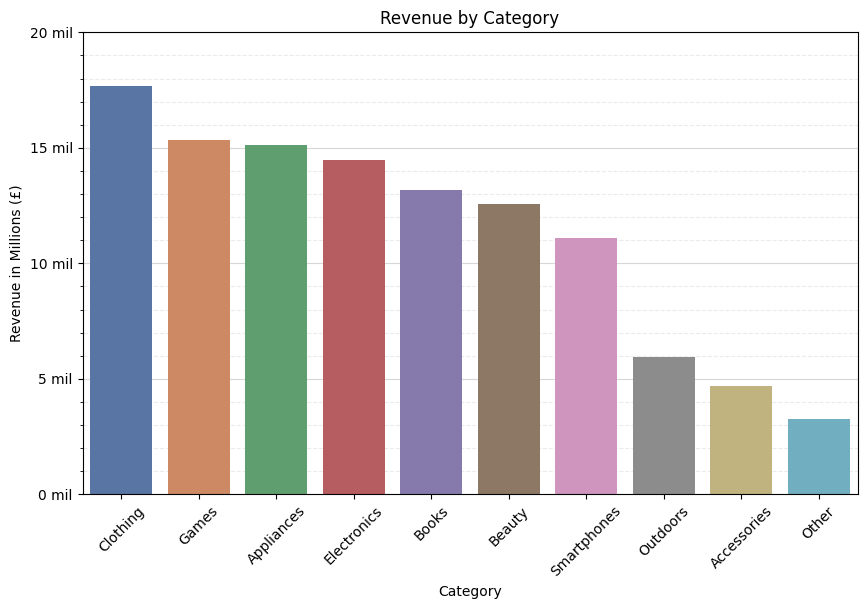 Revenue by Category
20 mil
15 mil
10 mil
5 mil
0 mil
Revenue in Millions (£)
Clothing
Games
Appliances
Electronics
Books
Beauty
Smartphones
Outdoors
Accessories
Other
Category